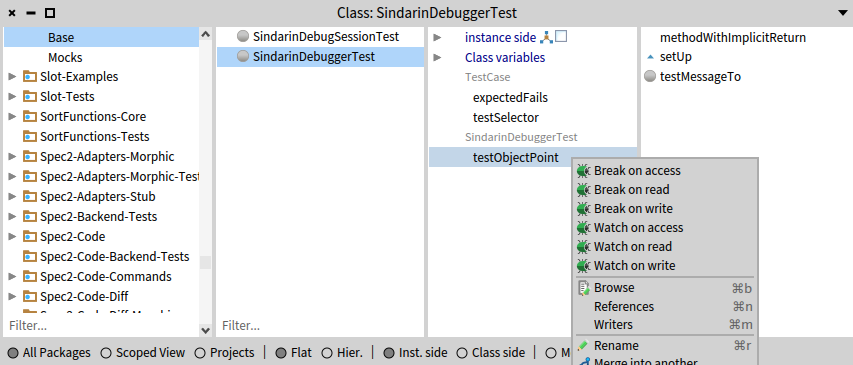 Class: SindarinDebuggerTest
Base
Mocks
Slot-Examples
Slot-Tests
SortFunctions-Core
SortFunctions-Tests
Spec2-Adapters-Morphic
Spec2-Adapters-Morphic-Test
Spec2-Adapters-Stub
Spec2-Backend-Tests
Spec2-Code
Spec2-Code-Backend-Tests
Spec2-Code-Commands
Spec2-Code-Diff
Filter...
SindarinDebugSessionTest
SindarinDebuggerTest
Filter...
instance side
Class variables
TestCase
expectedFails
testSelector
SindarinDebuggerTest
testObjectPoint
methodWithImplicitReturn
setUp
testMessageTo
Break on access
Break on read
Break on write
Watch on access
Watch on read
Watch on write
Browse ⌘b
References ⌘n
Writers ⌘m
Rename ⌘r
Merge into another
All Packages Scoped View Projects | Flat Hier. | Inst. side Class side | M